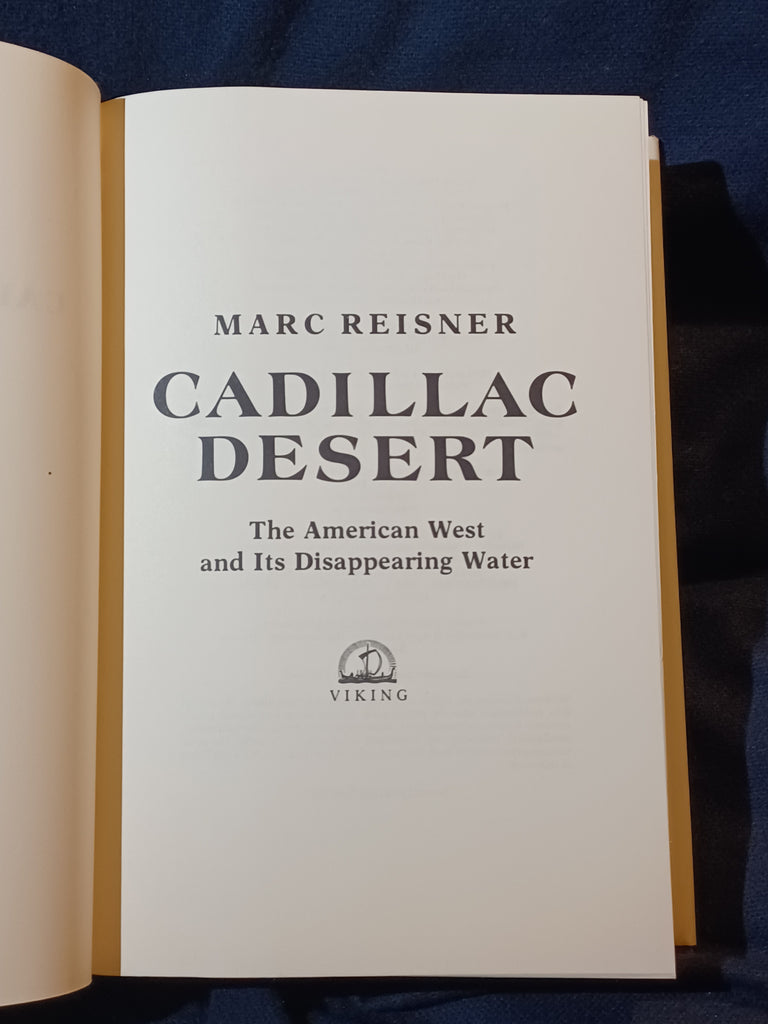 MARC REISNER
CADILLAC
DESERT
The American West
and Its Disappearing Water
VIKING